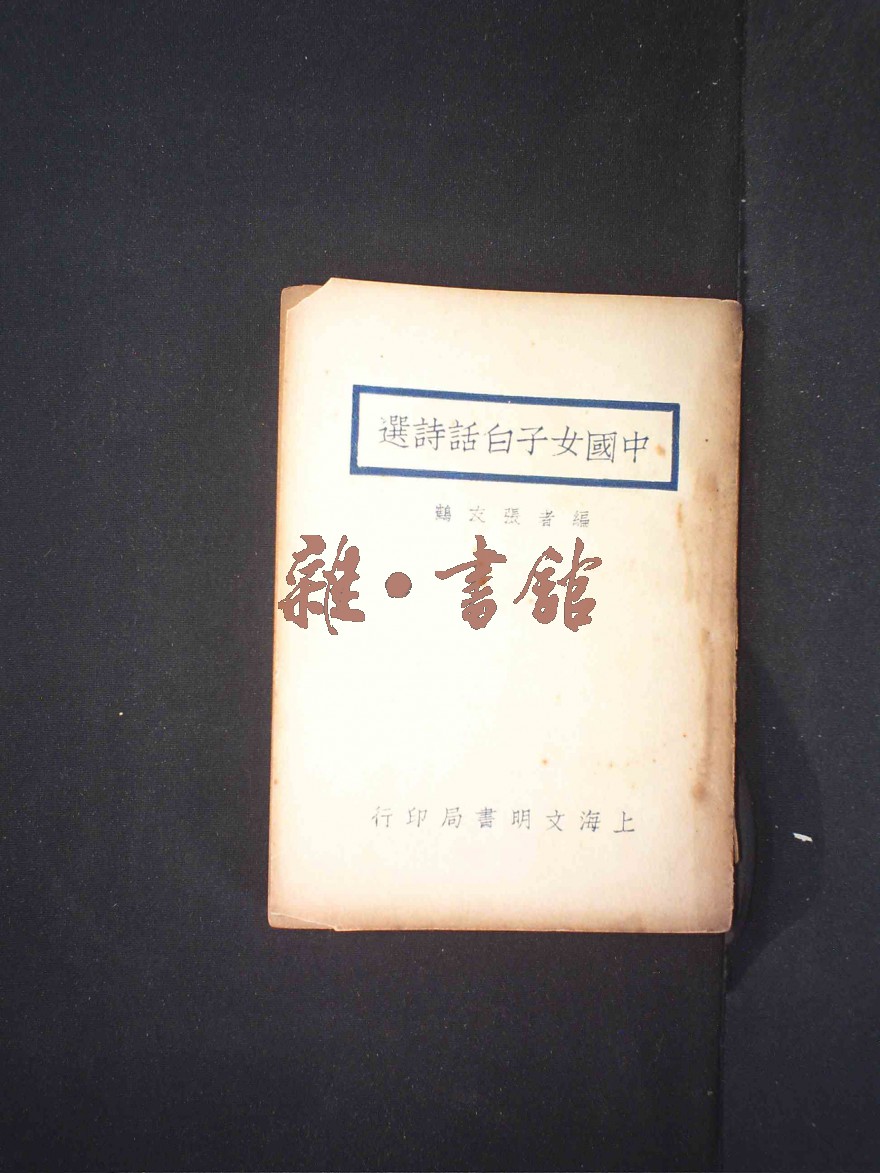 中國女子白話詩選
編者張友鶴
雜·書館
上海文明書局印行